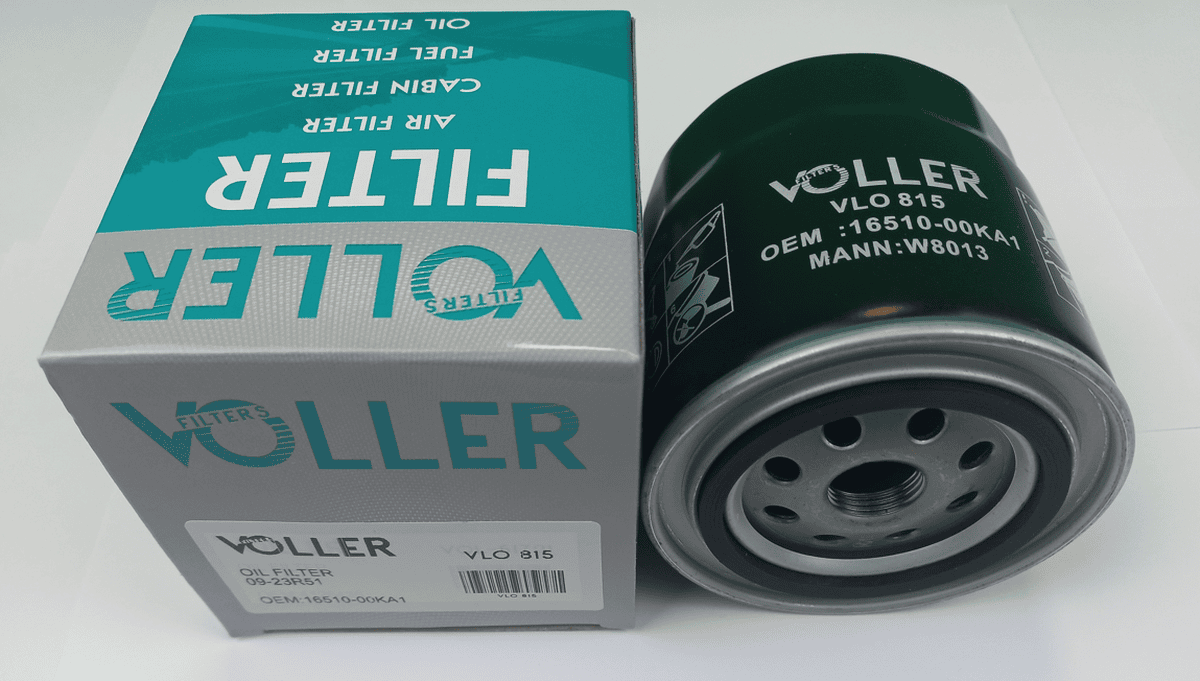 OIL FILTER
FUEL FILTER
CABIN FILTER
AIR FILTER
FILTER
VOLLER
FILTERS
VOLLER
FILTERS
VOLLER
FILTERS
OIL FILTER
09-23R51
OEM:16510-00KA1
VLO 815
VLO 815
VOLLER
FILTERS
VLO 815
OEM :16510-00KA1
MANN:W8013